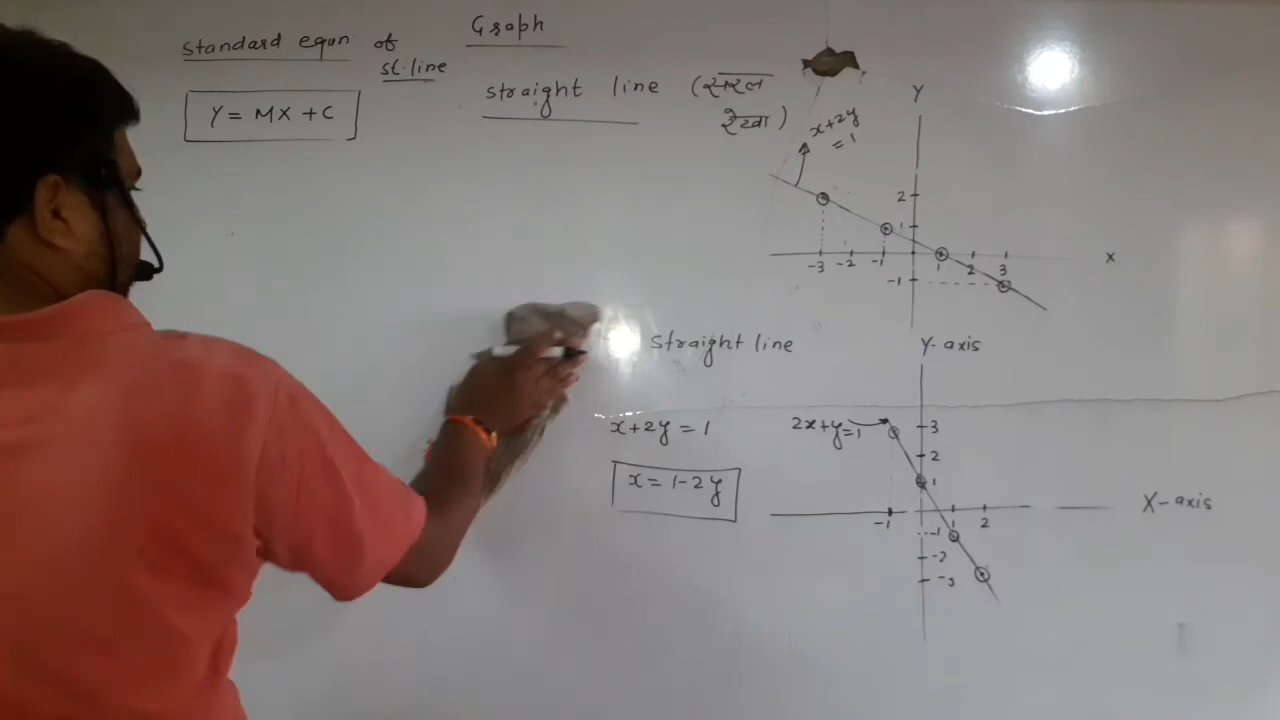 Graph
Standard equn of
st. line
Y = MX + C
straight line (सरल
रेखा)
Y
x+2y
= 1
2
1
-3 -2 -1 1 2 3
X
-1
straight line
Y-axis
x+2y = 1
2x+y=1
3
2
x = 1-2y
1
X-axis
-1 1 2
-1
-2
-3